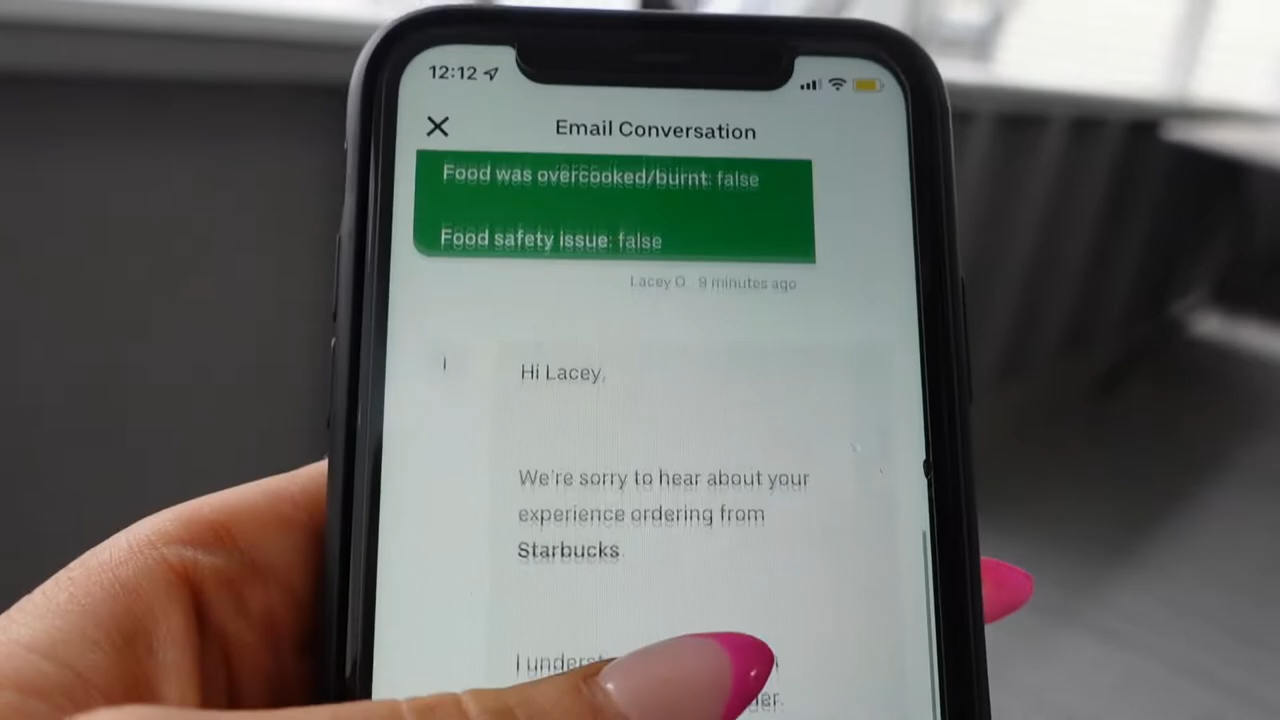 12:12
Email Conversation
Food was overcooked/burnt: false
Food safety issue: false
Lacey O. 9 minutes ago
Hi Lacey,
We're sorry to hear about your
experience ordering from
Starbucks.
I